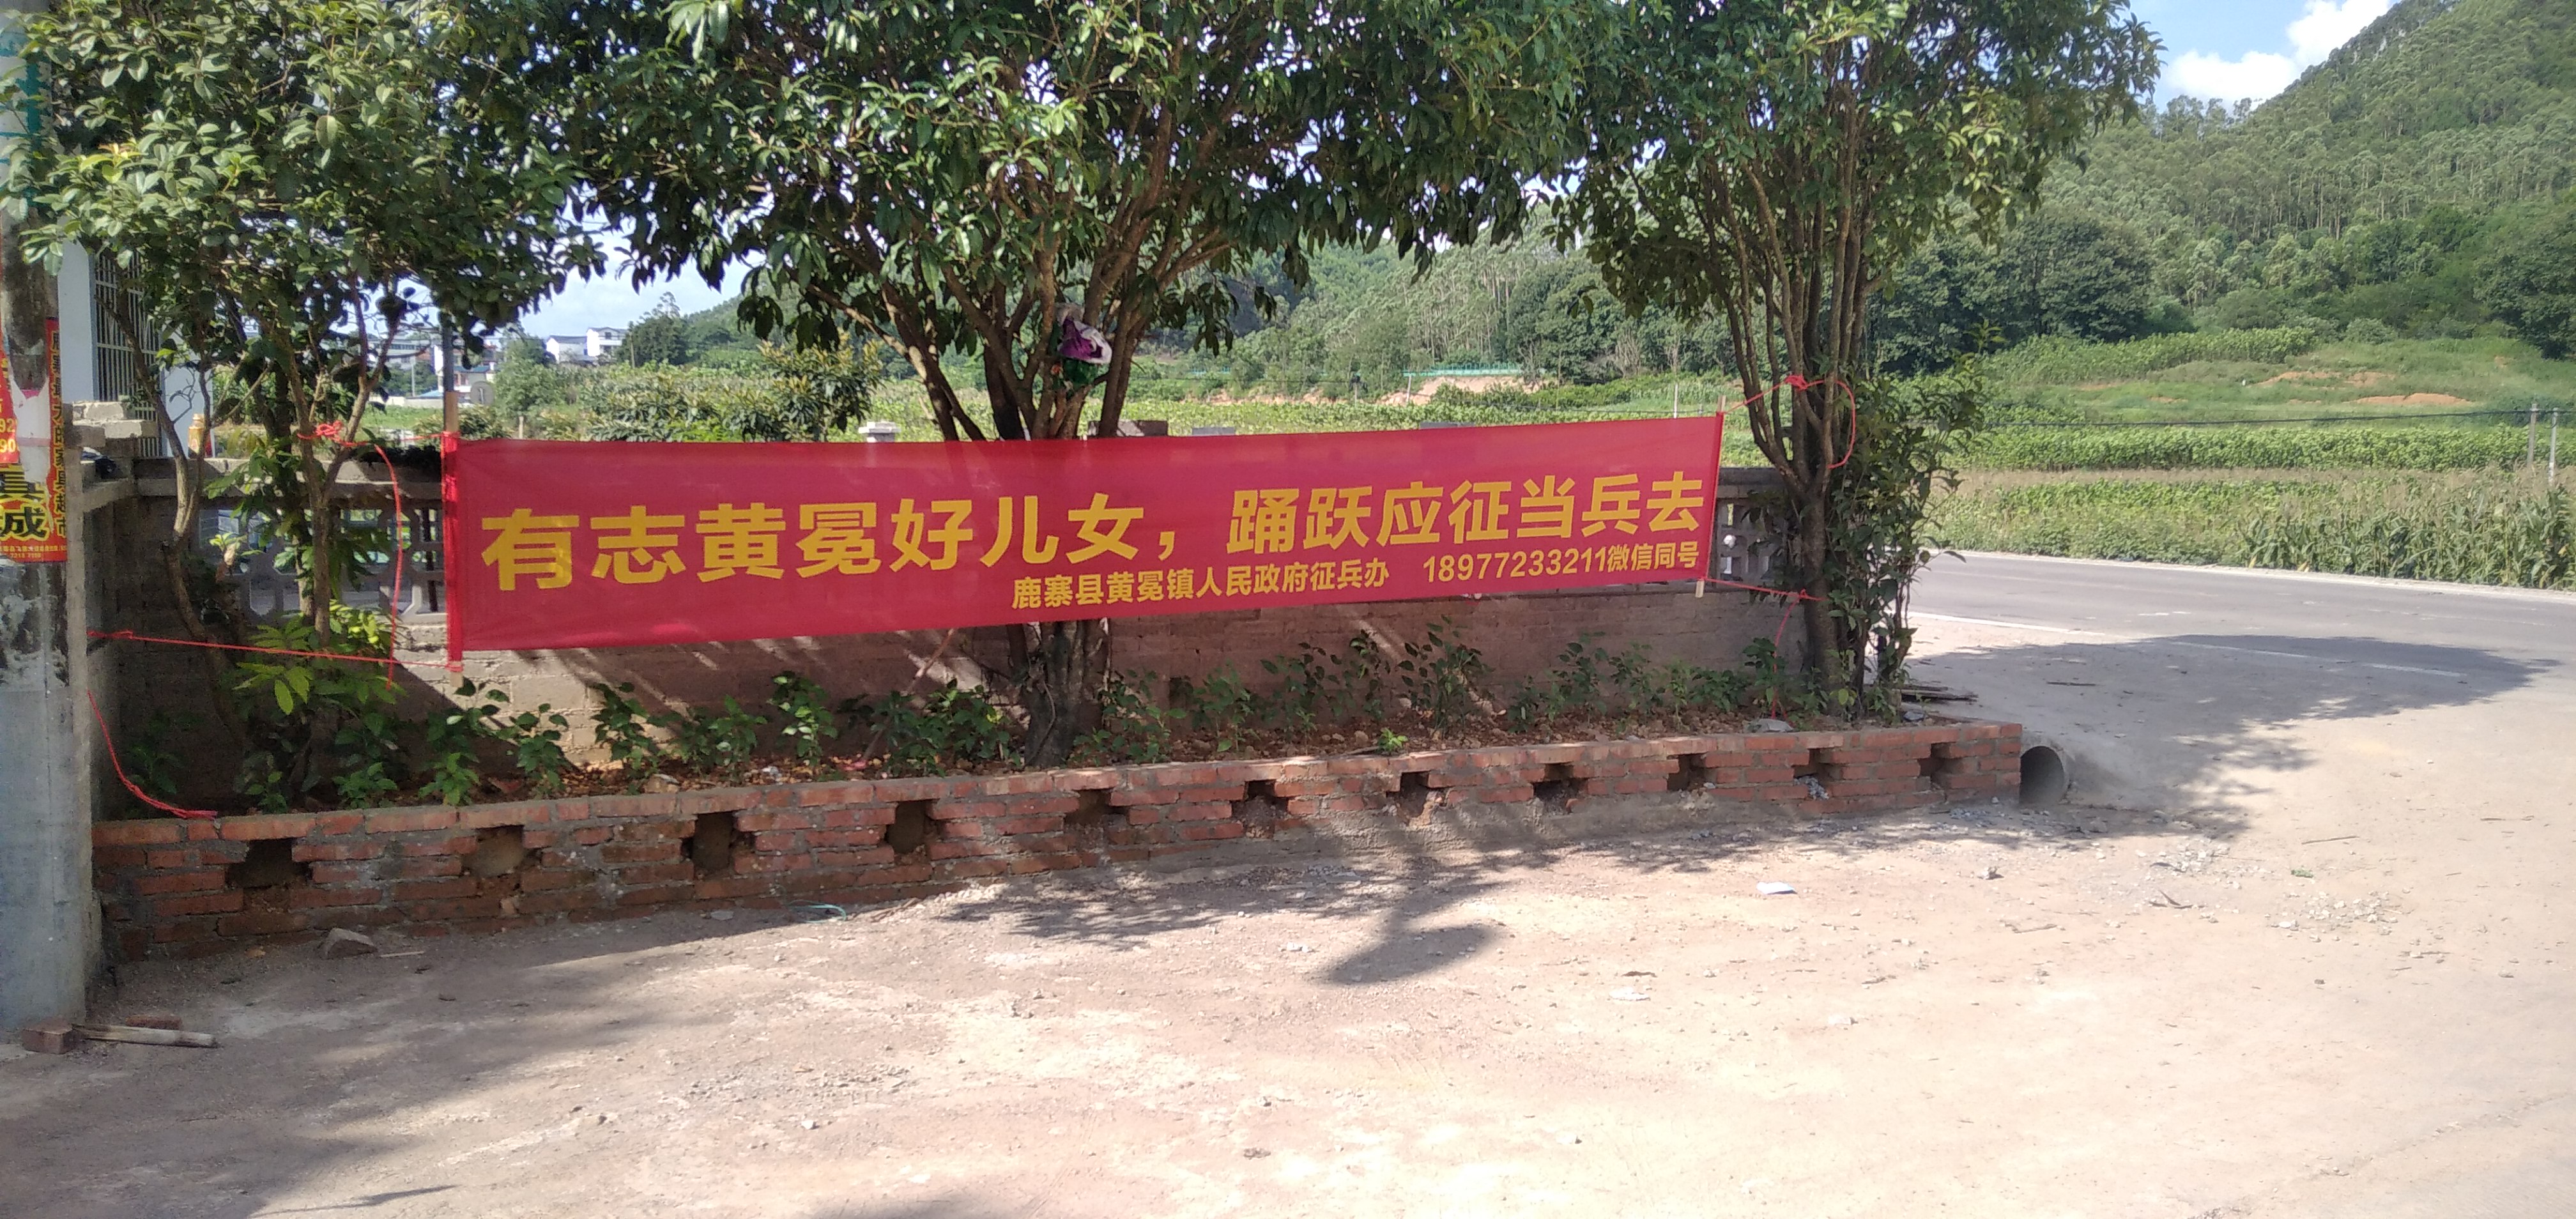 有志黄冕好儿女，踊跃应征当兵去
鹿寨县黄冕镇人民政府征兵办 18977233211微信同号